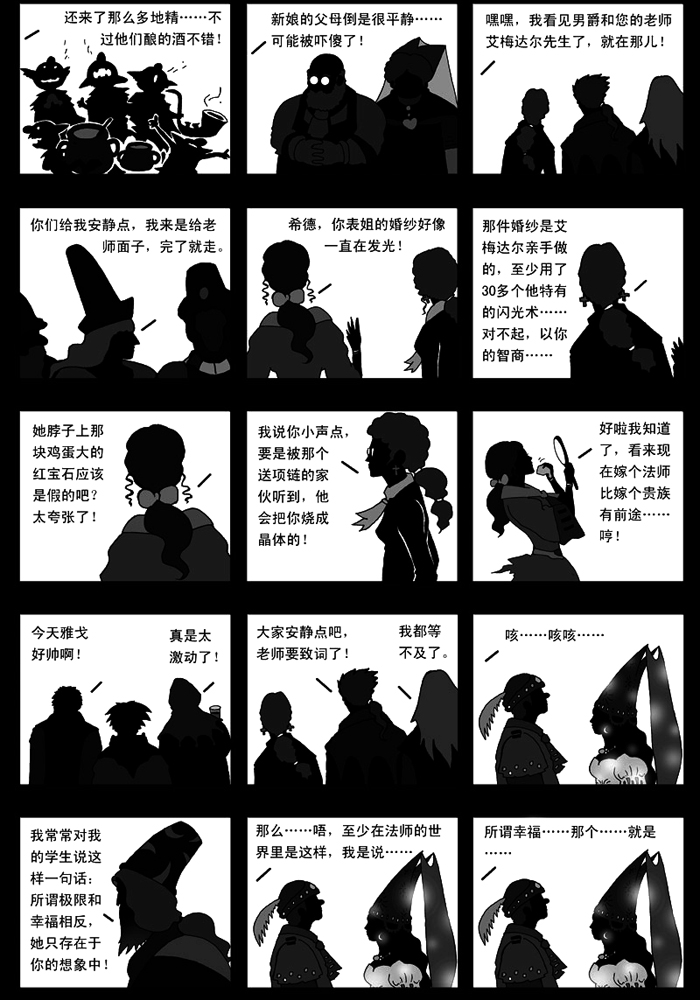 还来了那么多地精……不
过他们酿的酒不错！
新娘的父母倒是很平静……
可能被吓傻了！
嘿嘿，我看见男爵和您的老师
艾梅达尔先生了，就在那儿！
你们给我安静点，我来是给老
师面子，完了就走。
希德，你表姐的婚纱好像
一直在发光！
那件婚纱是艾
梅达尔亲手做
的，至少用了
30多个他特有
的闪光术……
对不起，以你
的智商……
她脖子上那
块鸡蛋大的
红宝石应该
是假的吧？
太夸张了！
我说你小声点，
要是被那个
送项链的家
伙听到，他
会把你烧成
晶体的！
好啦我知道
了，看来现
在嫁个法师
比嫁个贵族
有前途……
哼！
今天雅戈
好帅啊！
真是太
激动了！
大家安静点吧，
老师要致词了！
我都等
不及了。
咳……咳咳……
我常常对我
的学生说这
样一句话：
所谓极限和
幸福相反，
她只存在于
你的想象中！
那么……唔，至少在法师的世
界里是这样，我是说……
所谓幸福……那个……就是
……